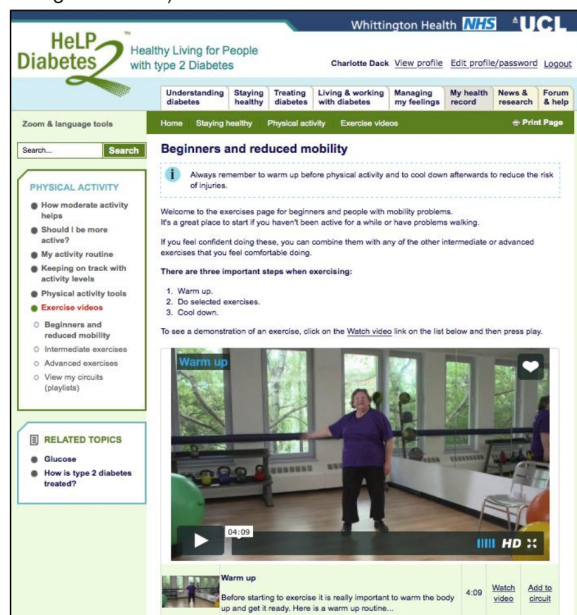 Whittington Health NHS UCL
HeLP
Diabetes
2
TM
Healthy Living for People
with type 2 Diabetes
Charlotte Dack View profile Edit profile/password Logout
Understanding diabetes
Staying healthy
Treating diabetes
Living & working with diabetes
Managing my feelings
My health record
News & research
Forum & help
Zoom & language tools
Home Staying healthy Physical activity Exercise videos Print Page
Search... Search
PHYSICAL ACTIVITY
How moderate activity
helps
Should I be more
active?
My activity routine
Keeping on track with
activity levels
Physical activity tools
Exercise videos
Beginners and
reduced mobility
Intermediate exercises
Advanced exercises
View my circuits
(playlists)
RELATED TOPICS
Glucose
How is type 2 diabetes
treated?
Beginners and reduced mobility
i
Always remember to warm up before physical activity and to cool down afterwards to reduce the risk
of injuries.
Welcome to the exercises page for beginners and people with mobility problems.
It's a great place to start if you haven't been active for a while or have problems walking.
If you feel confident doing these, you can combine them with any of the other intermediate or advanced
exercises that you feel comfortable doing.
There are three important steps when exercising:
1. Warm up.
2. Do selected exercises.
3. Cool down.
To see a demonstration of an exercise, click on the Watch video link on the list below and then press play.
Warm up
04:09
HD
Warm up
Before starting to exercise it is really important to warm the body
up and get it ready. Here is a warm up routine...
4:09
Watch
video
Add to
circuit